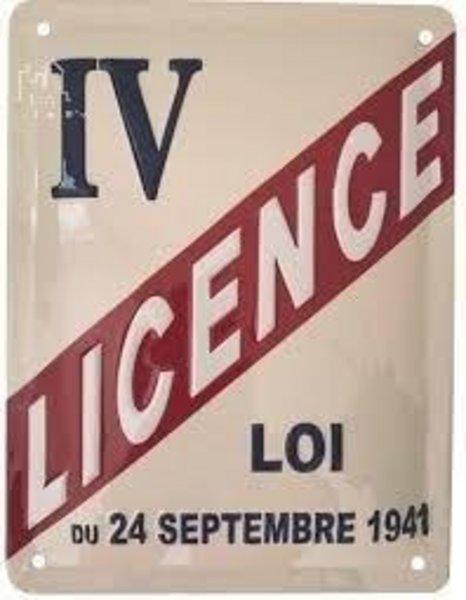 IV
LICENCE
LOI
DU 24 SEPTEMBRE 1941